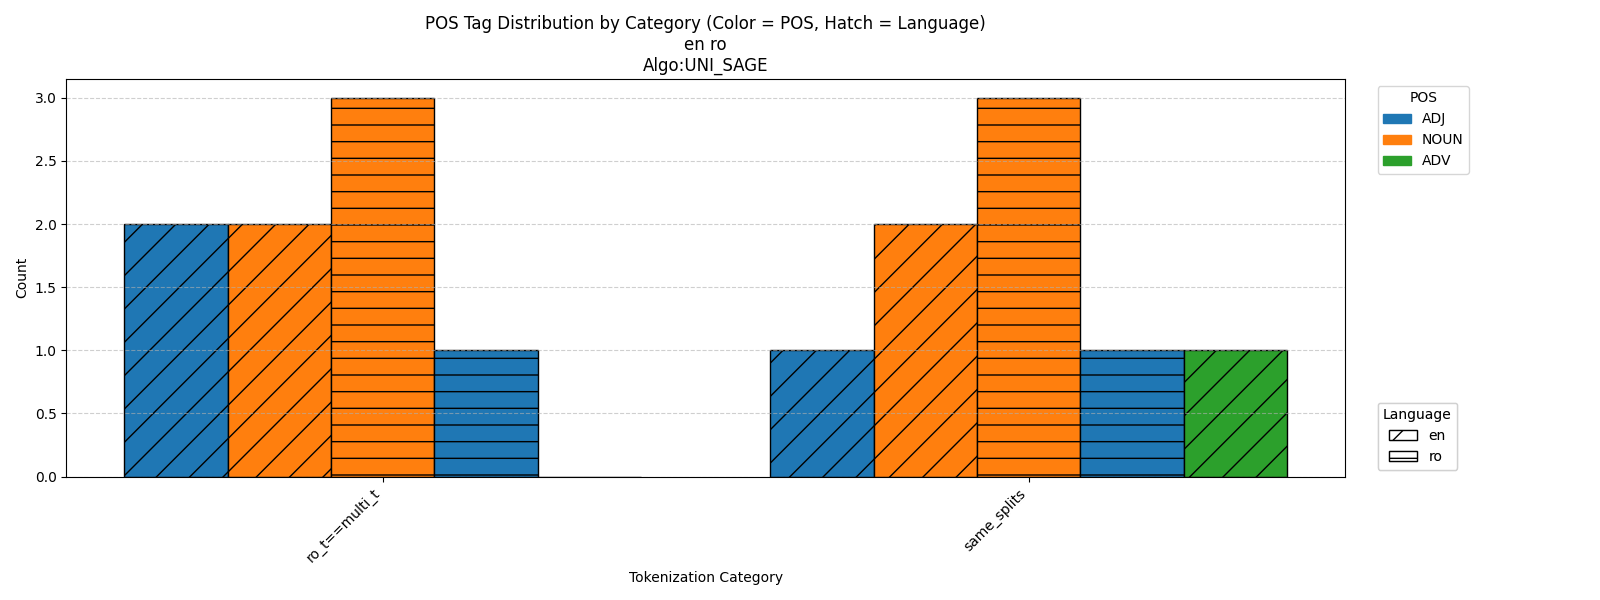 POS Tag Distribution by Category (Color = POS, Hatch = Language)
en ro
Algo:UNI_SAGE
Count
3.0
2.5
2.0
1.5
1.0
0.5
0.0
ro_t==multi_t
same_splits
Tokenization Category
POS
ADJ
NOUN
ADV
Language
en
ro